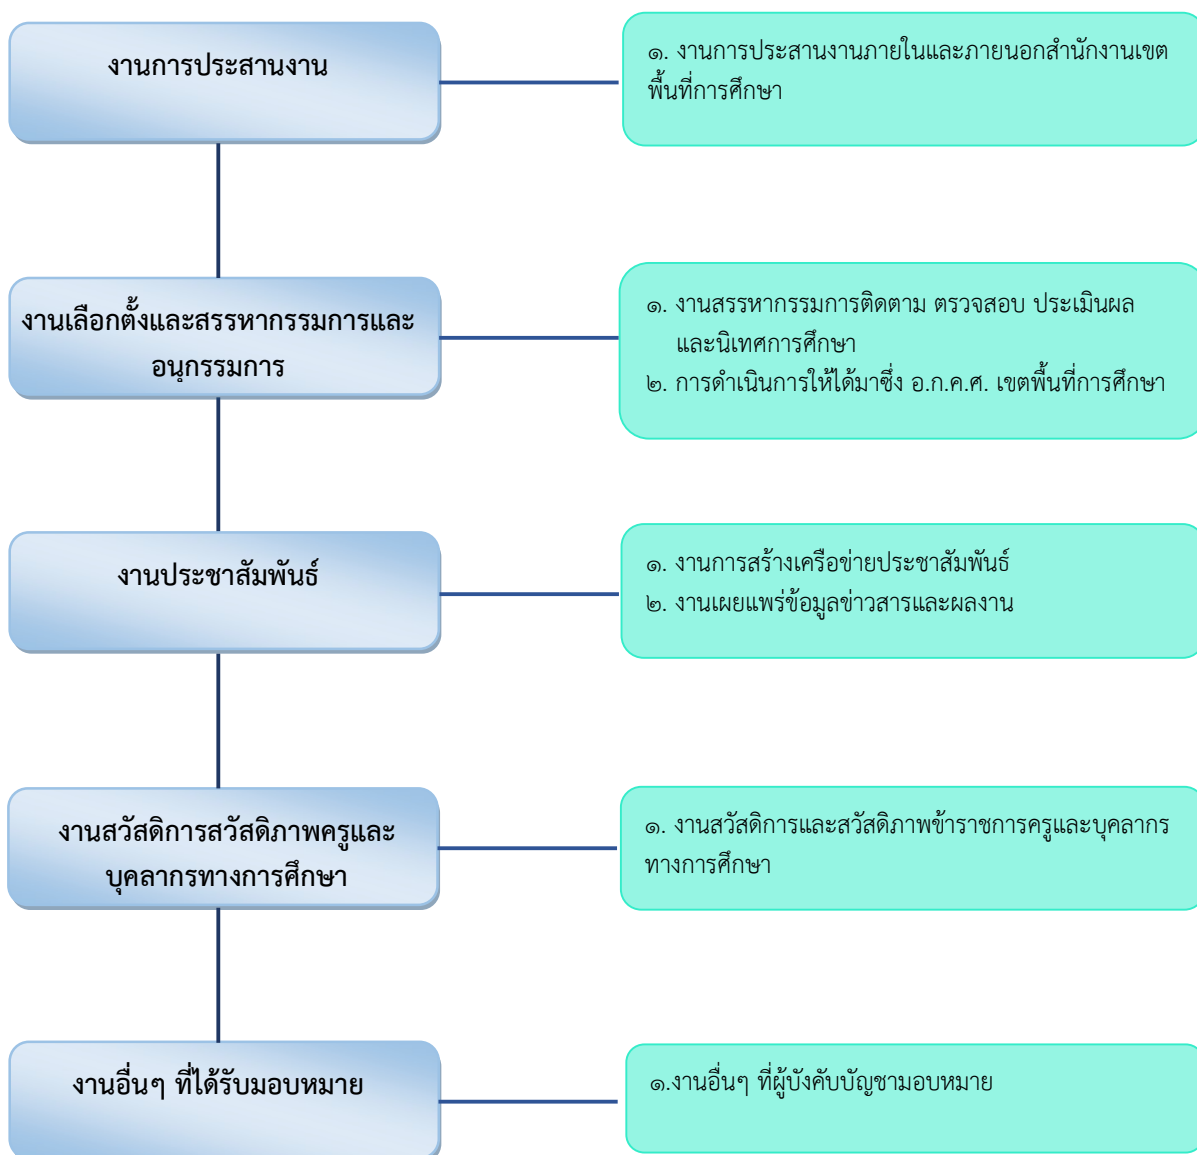 งานการประสานงาน
๑. งานการประสานงานภายในและภายนอกสำนักงานเขต
พื้นที่การศึกษา
งานเลือกตั้งและสรรหากรรมการและ
อนุกรรมการ
๑. งานสรรหากรรมการติดตาม ตรวจสอบ ประเมินผล
และนิเทศการศึกษา
๒. การดำเนินการให้ได้มาซึ่ง อ.ก.ค.ศ. เขตพื้นที่การศึกษา
งานประชาสัมพันธ์
๑. งานการสร้างเครือข่ายประชาสัมพันธ์
๒. งานเผยแพร่ข้อมูลข่าวสารและผลงาน
งานสวัสดิการสวัสดิภาพครูและ
บุคลากรทางการศึกษา
๑. งานสวัสดิการและสวัสดิภาพข้าราชการครูและบุคลากร
ทางการศึกษา
งานอื่นๆ ที่ได้รับมอบหมาย
๑.งานอื่นๆ ที่ผู้บังคับบัญชามอบหมาย